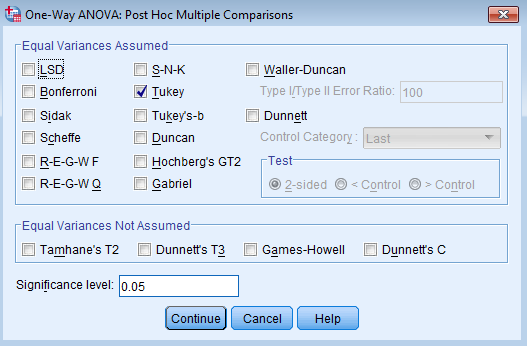 One-Way ANOVA: Post Hoc Multiple Comparisons
Equal Variances Assumed
LSD
S-N-K
Waller-Duncan
Bonferroni
Tukey
Type I/Type II Error Ratio: 100
Sidak
Tukey's-b
Dunnett
Scheffe
Duncan
Control Category : Last
R-E-G-W F
Hochberg's GT2
Test
R-E-G-W Q
Gabriel
2-sided < Control > Control
Equal Variances Not Assumed
Tamhane's T2 Dunnett's T3 Games-Howell Dunnett's C
Significance level: 0.05
Continue Cancel Help